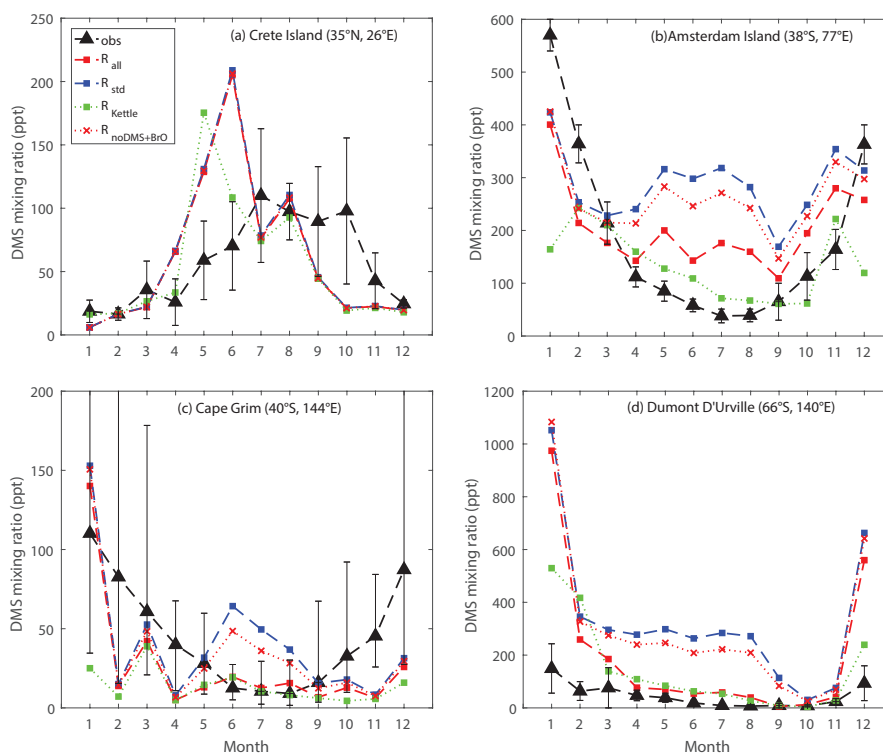 (a) Crete Island (35°N, 26°E)
obs
R all
R std
R Kettle
R noDMS+BrO
DMS mixing ratio (ppt)
250
200
150
100
50
0
1 2 3 4 5 6 7 8 9 10 11 12
(b)Amsterdam Island (38°S, 77°E)
DMS mixing ratio (ppt)
600
500
400
300
200
100
0
1 2 3 4 5 6 7 8 9 10 11 12
(c) Cape Grim (40°S, 144°E)
DMS mixing ratio (ppt)
200
150
100
50
0
1 2 3 4 5 6 7 8 9 10 11 12
Month
(d) Dumont D'Urville (66°S, 140°E)
DMS mixing ratio (ppt)
1200
1000
800
600
400
200
0
1 2 3 4 5 6 7 8 9 10 11 12
Month